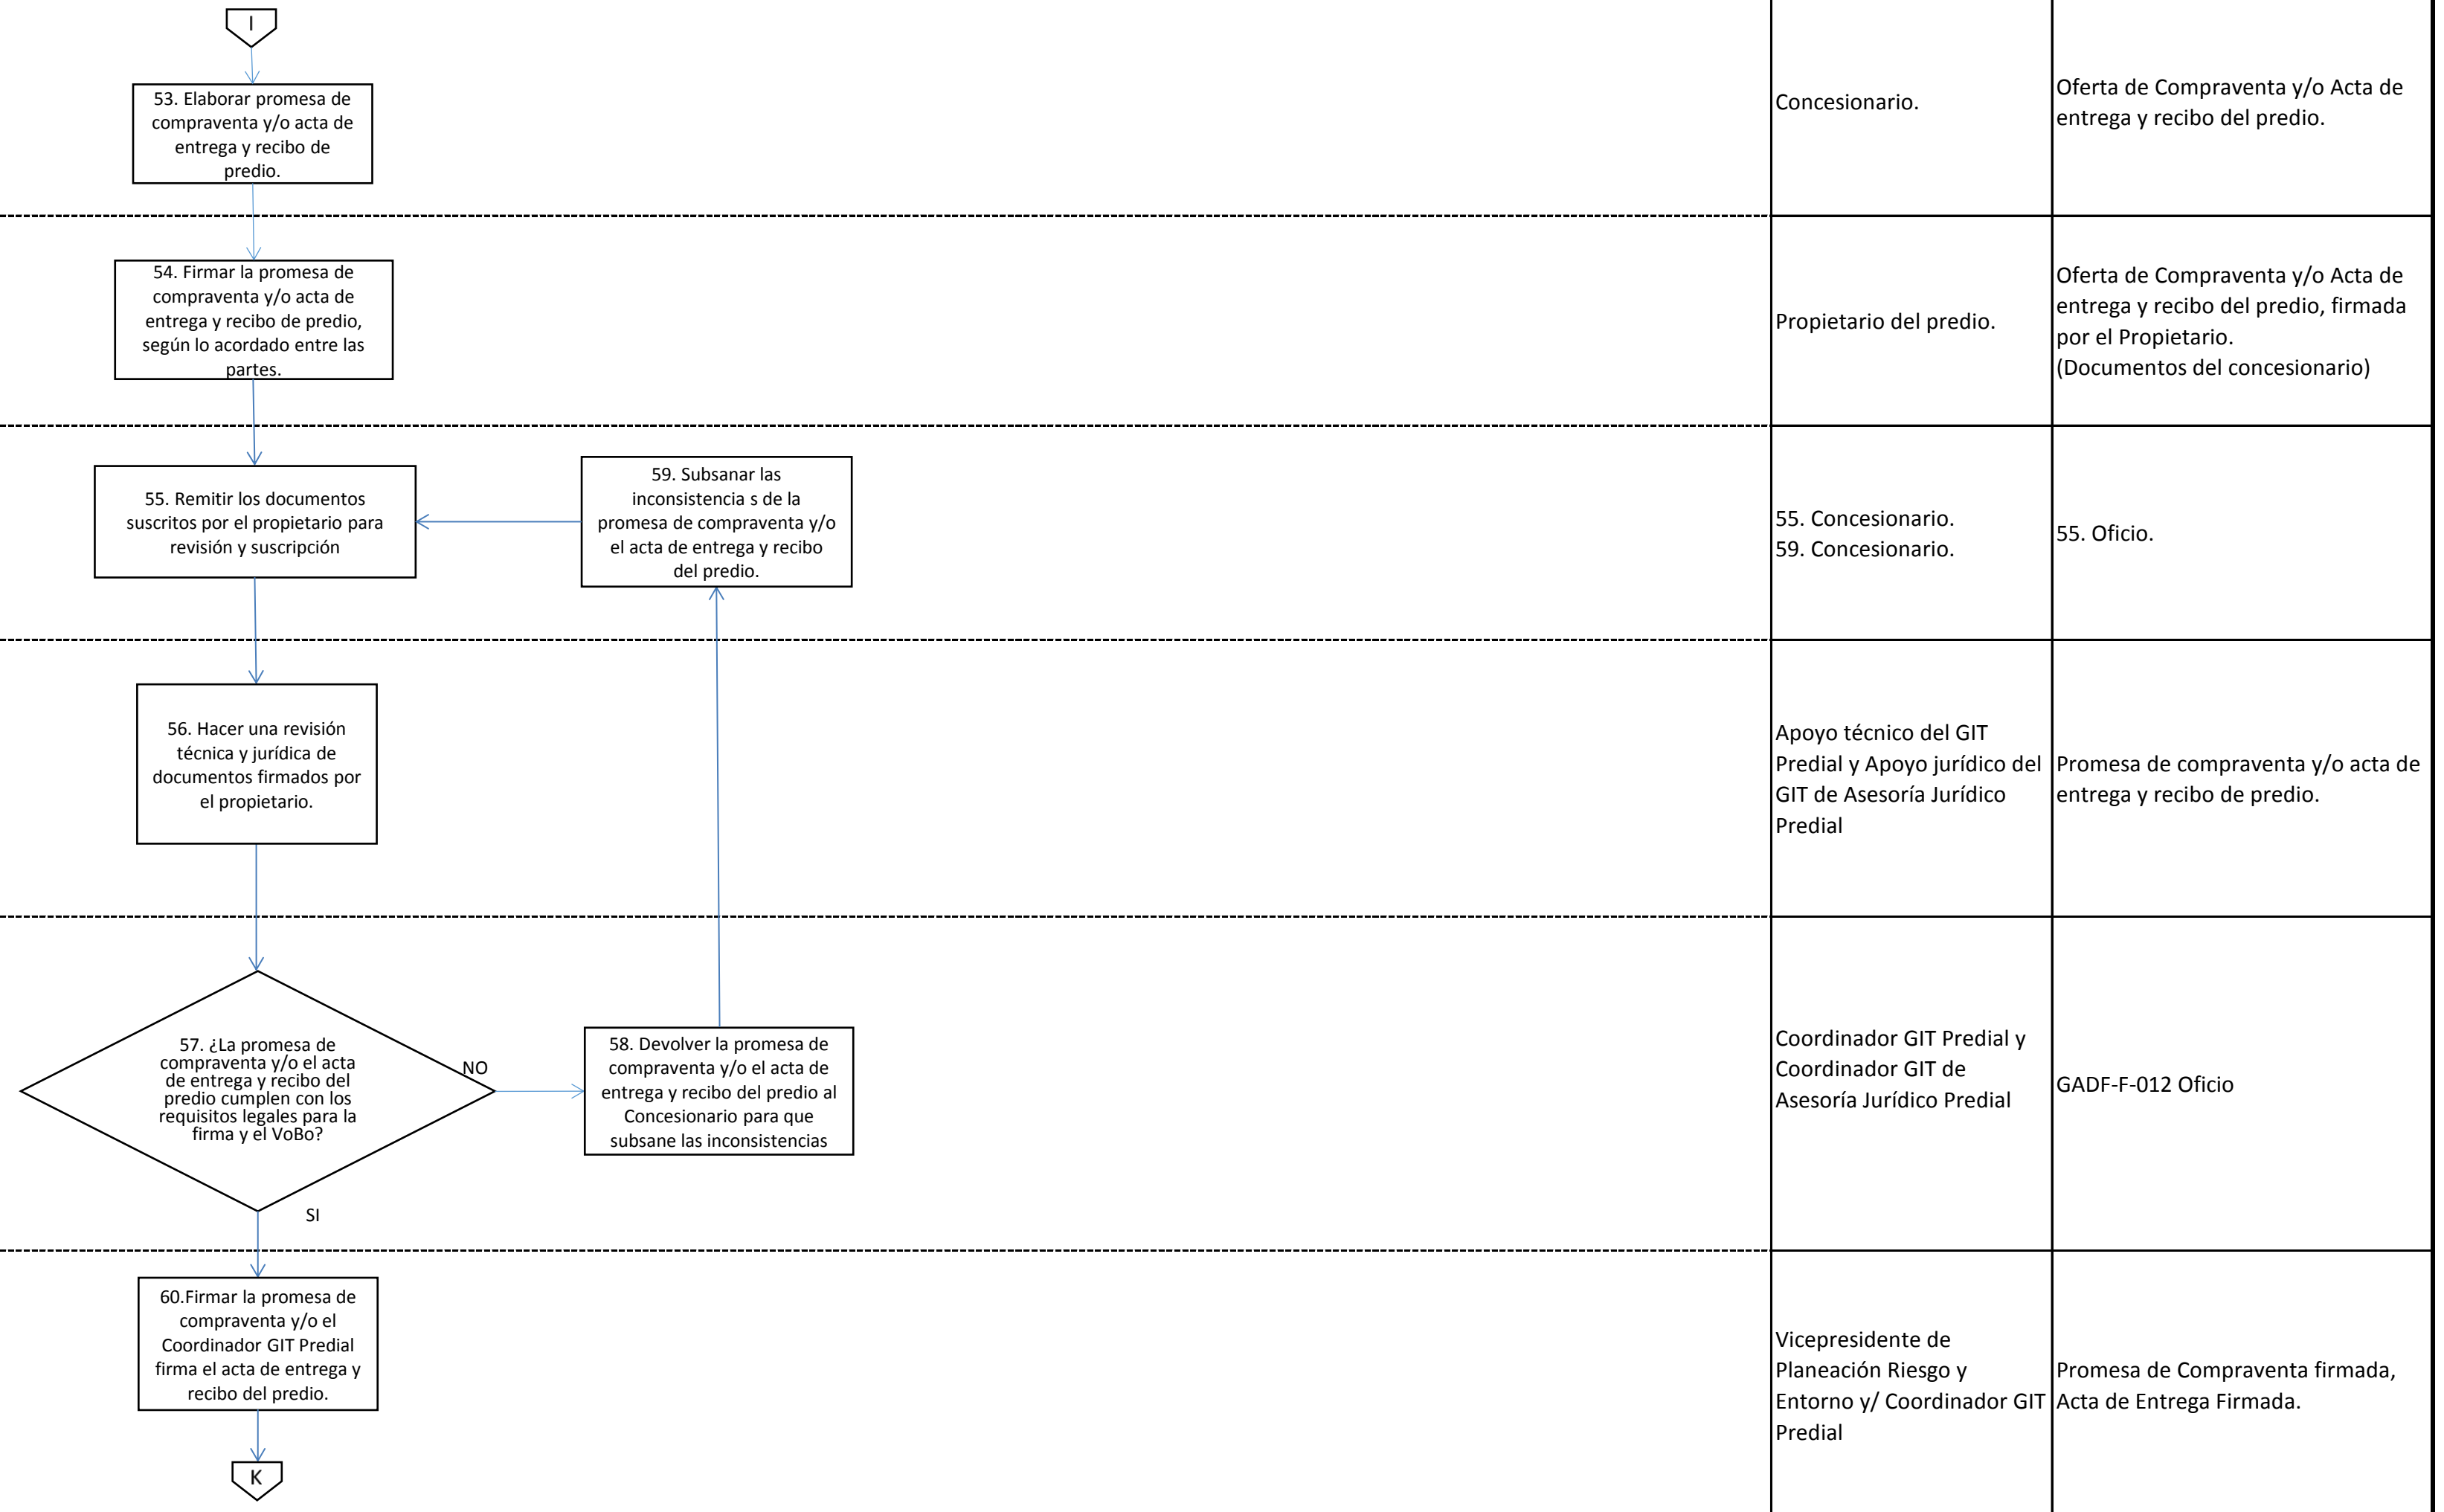 I
53. Elaborar promesa de
compraventa y/o acta de
entrega y recibo de
predio.
Concesionario.
Oferta de Compraventa y/o Acta de
entrega y recibo del predio.
54. Firmar la promesa de
compraventa y/o acta de
entrega y recibo de predio,
según lo acordado entre las
partes.
Propietario del predio.
Oferta de Compraventa y/o Acta de
entrega y recibo del predio, firmada
por el Propietario.
(Documentos del concesionario)
55. Remitir los documentos
suscritos por el propietario para
revisión y suscripción
59. Subsanar las
inconsistencia s de la
promesa de compraventa y/o
el acta de entrega y recibo
del predio.
55. Concesionario.
59. Concesionario.
55. Oficio.
56. Hacer una revisión
técnica y jurídica de
documentos firmados por
el propietario.
Apoyo técnico del GIT
Predial y Apoyo jurídico del
GIT de Asesoría Jurídico
Predial
Promesa de compraventa y/o acta de
entrega y recibo de predio.
57. ¿La promesa de
compraventa y/o el acta
de entrega y recibo del
predio cumplen con los
requisitos legales para la
firma y el VoBo?
NO
58. Devolver la promesa de
compraventa y/o el acta de
entrega y recibo del predio al
Concesionario para que
subsane las inconsistencias
SI
Coordinador GIT Predial y
Coordinador GIT de
Asesoría Jurídico Predial
GADF-F-012 Oficio
60.Firmar la promesa de
compraventa y/o el
Coordinador GIT Predial
firma el acta de entrega y
recibo del predio.
Vicepresidente de
Planeación Riesgo y
Entorno y/ Coordinador GIT
Predial
Promesa de Compraventa firmada,
Acta de Entrega Firmada.
K